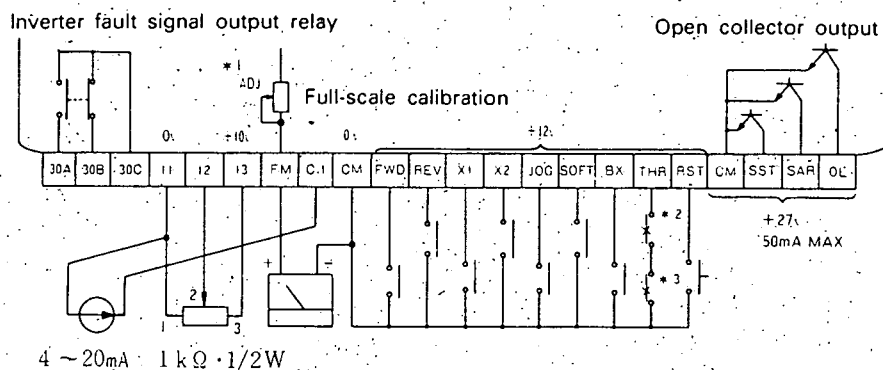 Inverter fault signal output relay
Open collector output
*1
ADJ
Full-scale calibration
0v +10v 0v +12v
30A 30B 30C 11 12 13 FM C1 CM FWD REV X1 X2 JOG SOFT BX THR RST CM SST SAR OL
*2
+27v
50mA MAX
+ −
2
*3
1 3
4 ~20mA 1kΩ·1/2W